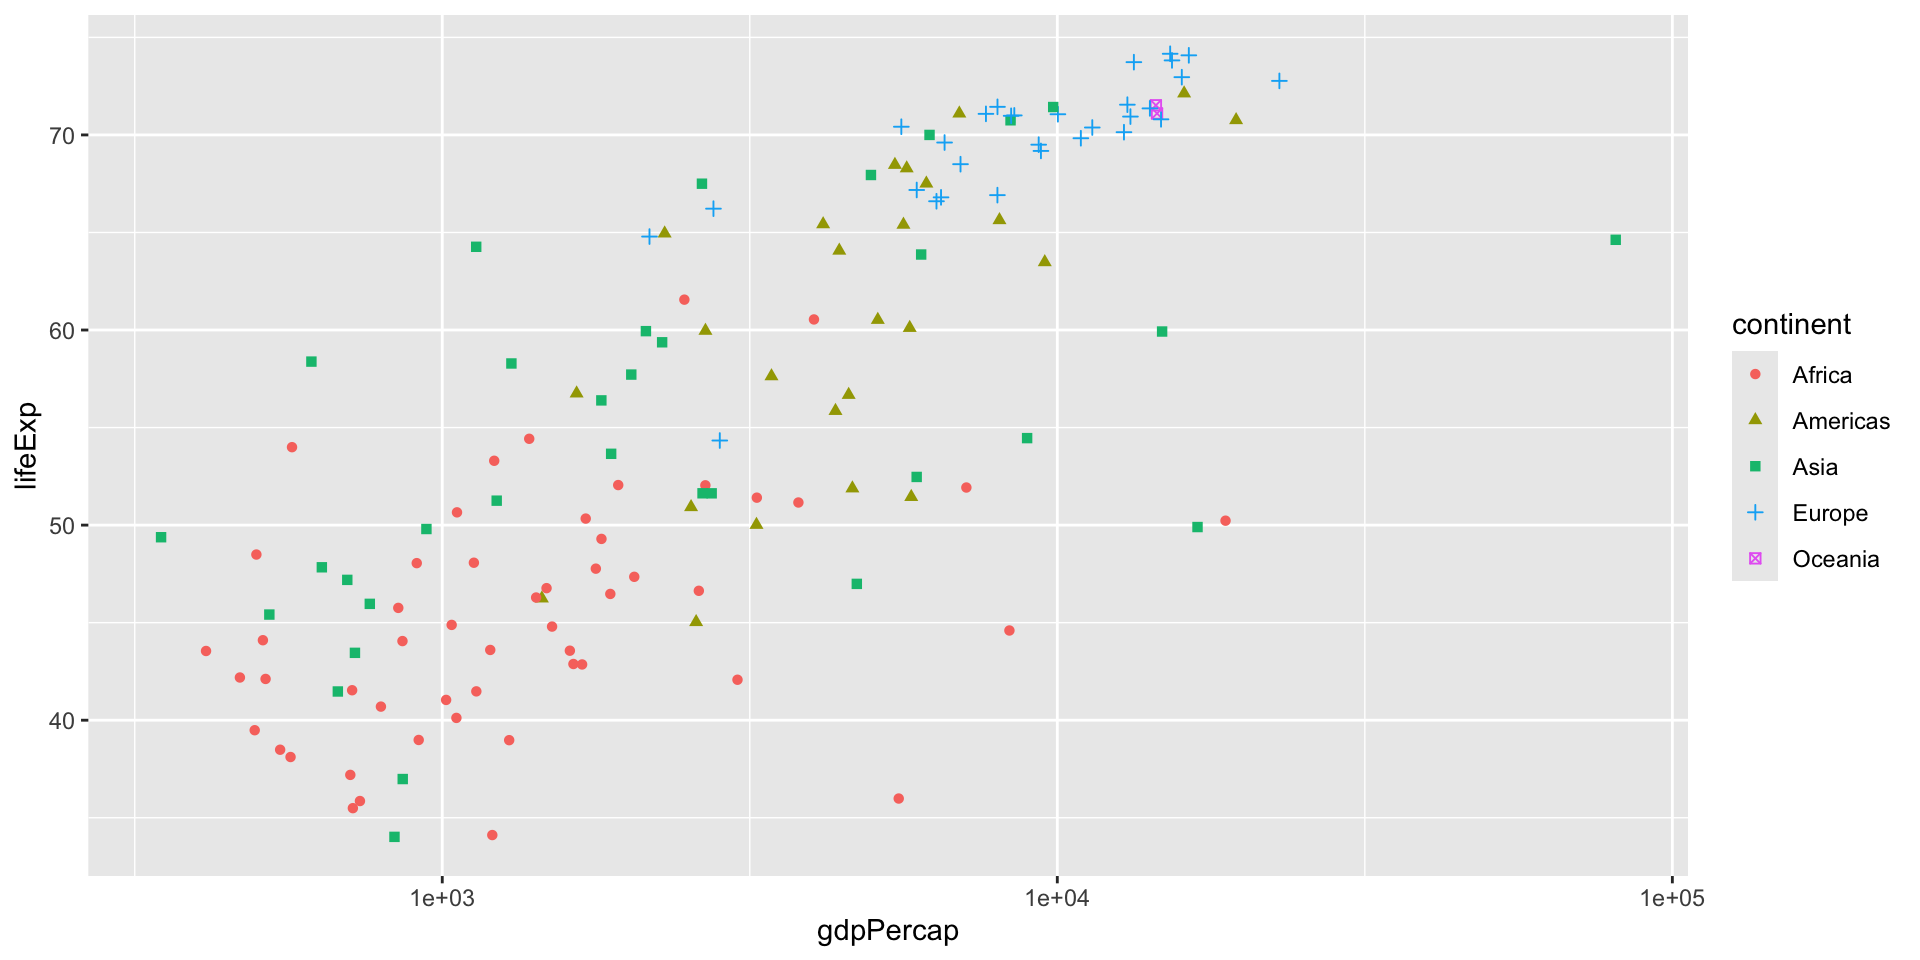 70
60
50
40
lifeExp
1e+03
1e+04
1e+05
gdpPercap
continent
Africa
Americas
Asia
Europe
Oceania